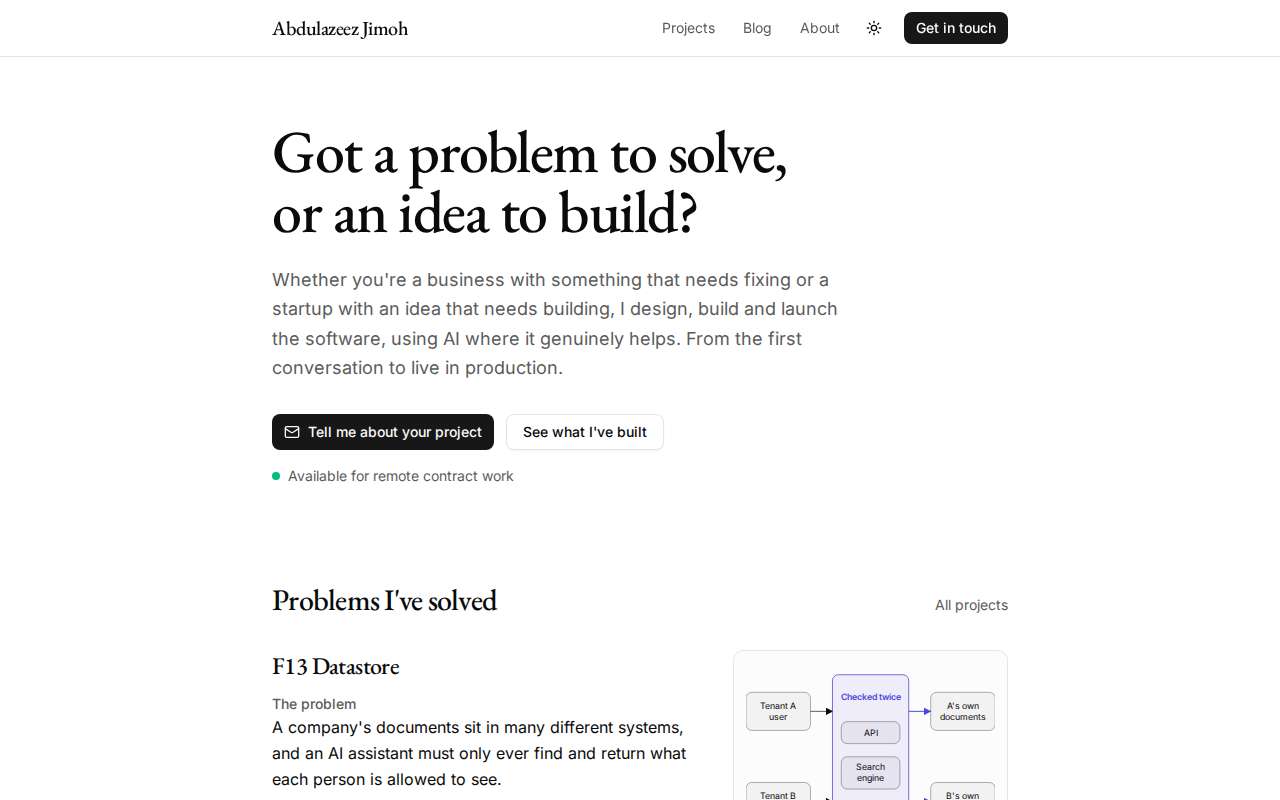 Abdulazeez Jimoh
Projects
Blog
About
Get in touch
Got a problem to solve,
or an idea to build?
Whether you're a business with something that needs fixing or a
startup with an idea that needs building, I design, build and launch
the software, using AI where it genuinely helps. From the first
conversation to live in production.
Tell me about your project
See what I've built
Available for remote contract work
Problems I've solved
All projects
F13 Datastore
The problem
A company's documents sit in many different systems,
and an AI assistant must only ever find and return what
each person is allowed to see.
Tenant A
user
Checked twice
API
Search
engine
A's own
documents
Tenant B
B's own